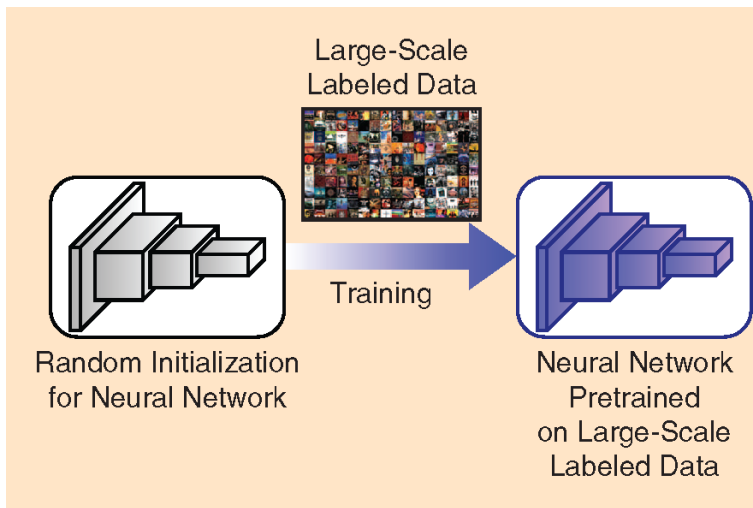 Large-Scale
Labeled Data
Training
Random Initialization
for Neural Network
Neural Network
Pretrained
on Large-Scale
Labeled Data